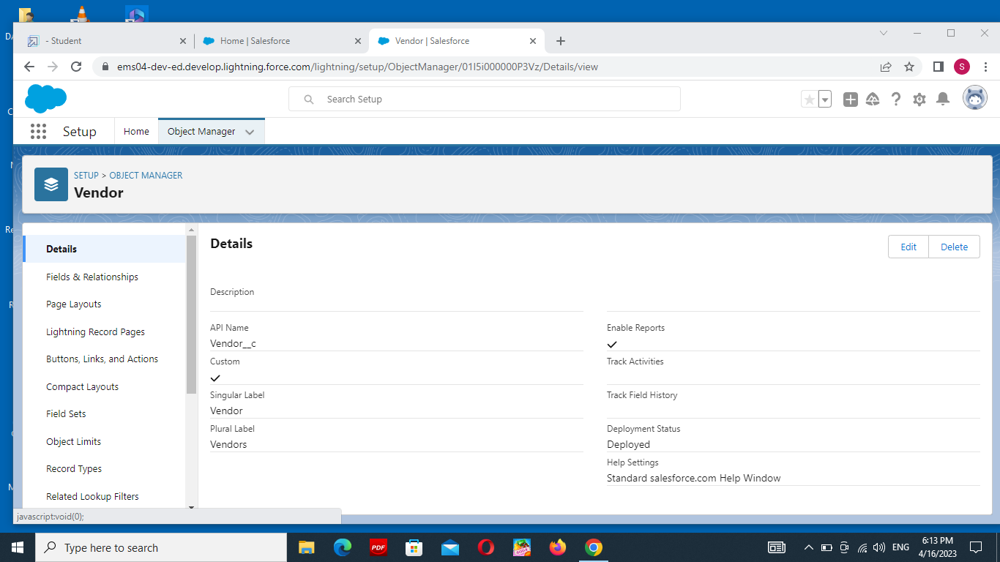 - Student
Home | Salesforce
Vendor | Salesforce
ems04-dev-ed.develop.lightning.force.com/lightning/setup/ObjectManager/01I5i000000P3Vz/Details/view
S
Search Setup
Setup
Home
Object Manager
SETUP > OBJECT MANAGER
Vendor
Details
Fields & Relationships
Page Layouts
Lightning Record Pages
Buttons, Links, and Actions
Compact Layouts
Field Sets
Object Limits
Record Types
Related Lookup Filters
Details
Edit
Delete
Description
API Name
Vendor__c
Custom
Singular Label
Vendor
Plural Label
Vendors
Enable Reports
Track Activities
Track Field History
Deployment Status
Deployed
Help Settings
Standard salesforce.com Help Window
javascript:void(0);
Type here to search
PDF
ENG
6:13 PM
4/16/2023